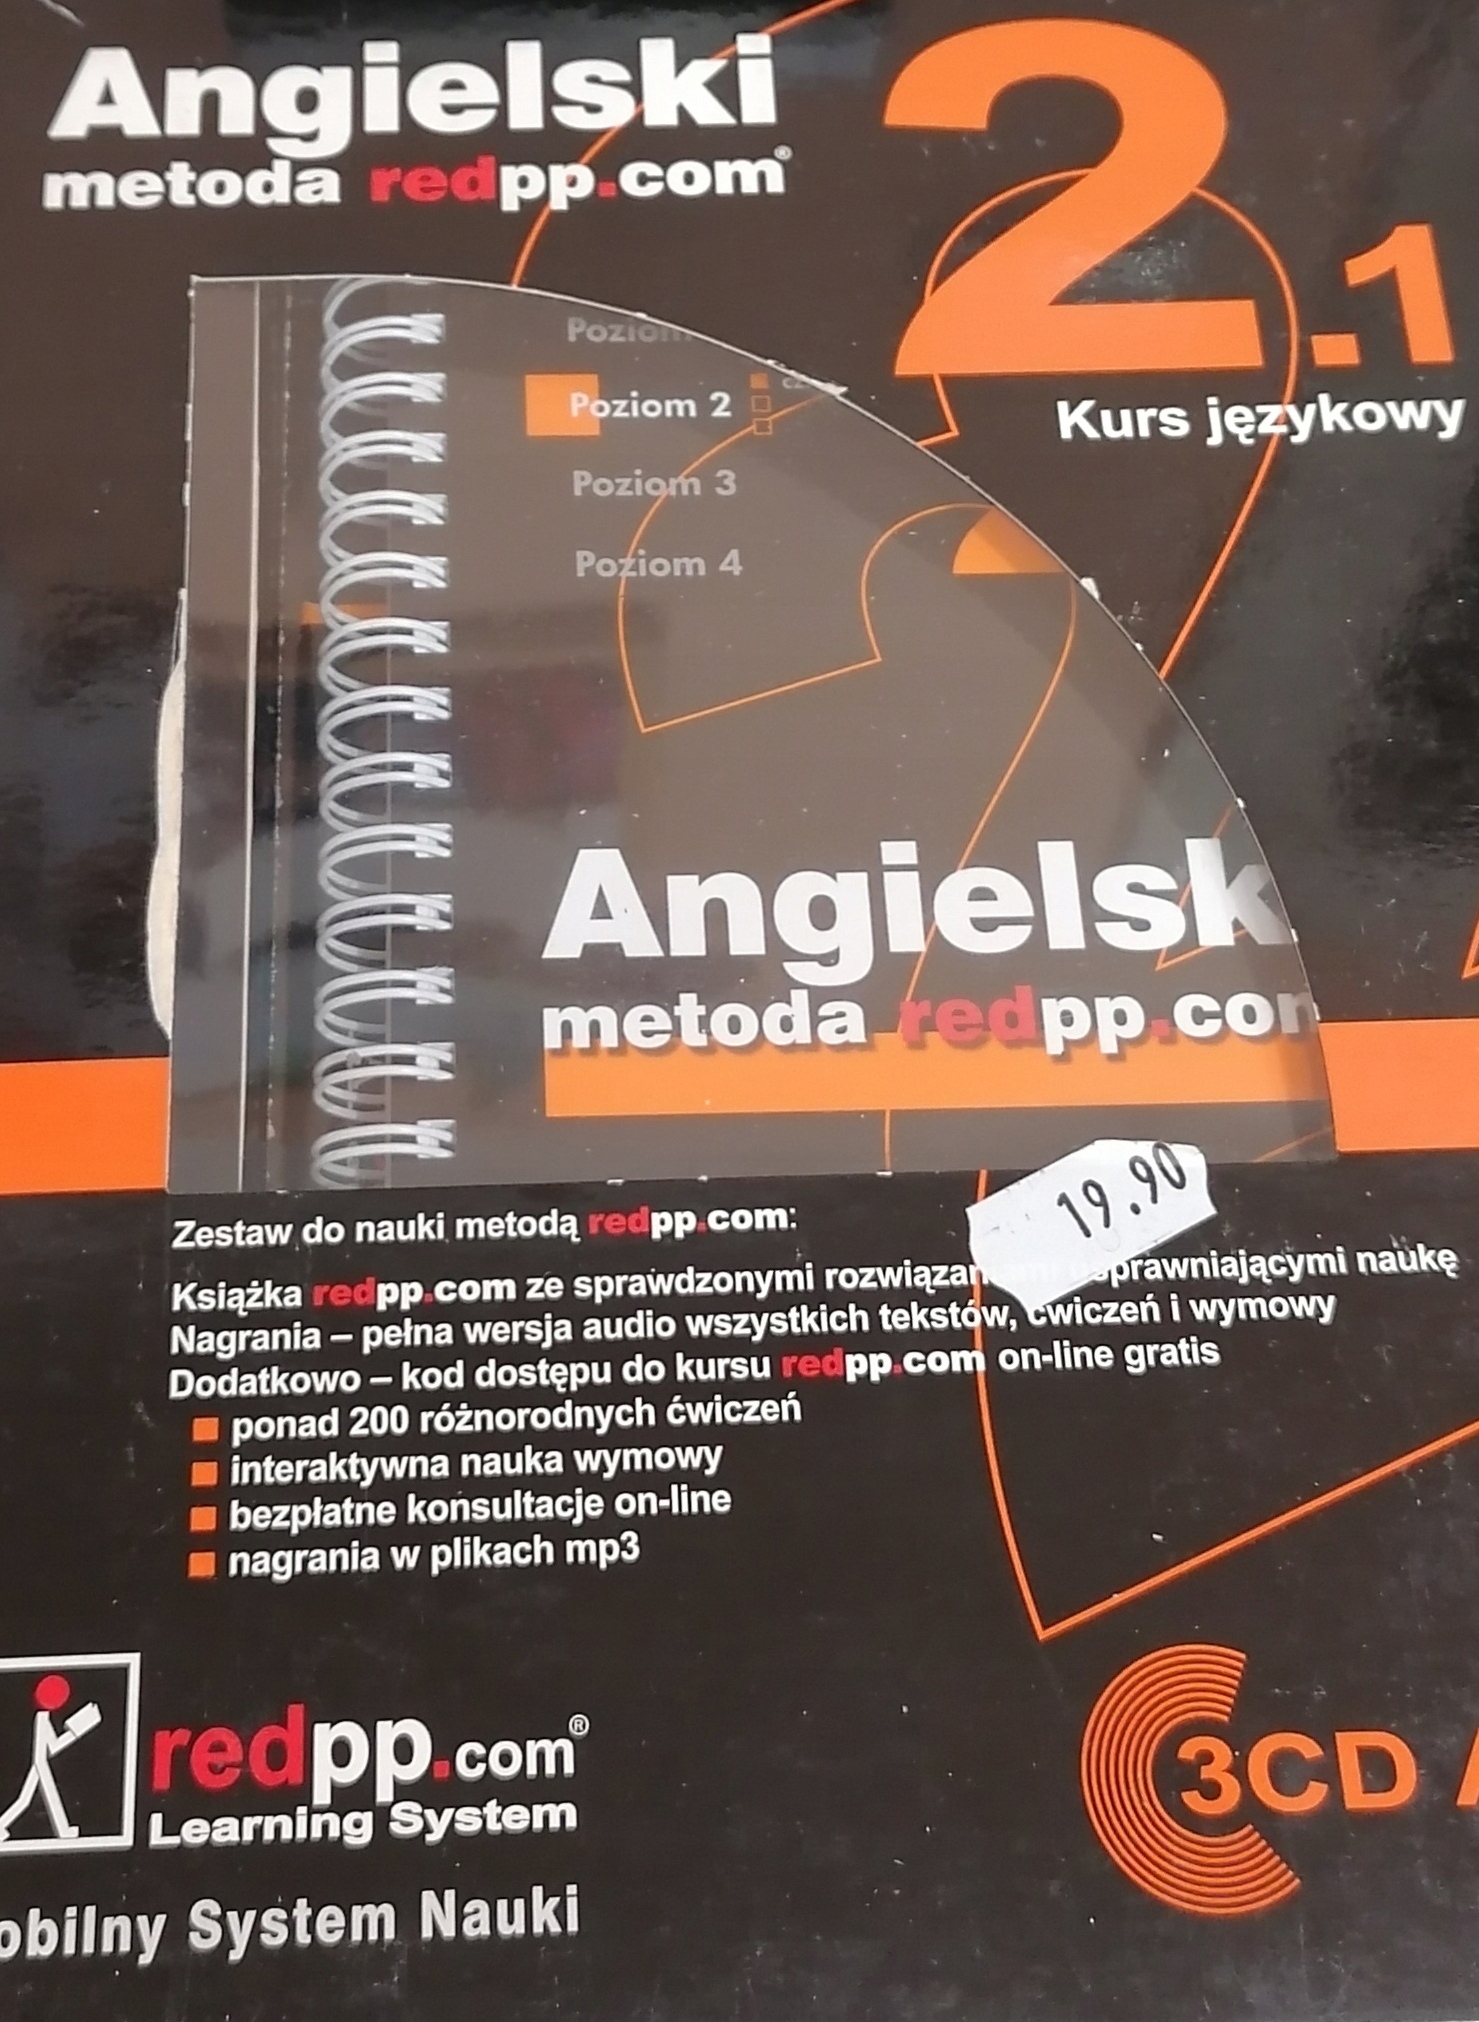 Angielski
metoda redpp.com®
2.1
Kurs językowy
Poziom 2
Poziom 3
Poziom 4
Angielsk
metoda redpp.co
19.90
Zestaw do nauki metodą redpp.com:
Książka redpp.com ze sprawdzonymi naukę
Nagrania – pełna wersja audio wszystkich tekstów, ćwiczeń i wymowy
Dodatkowo – kod dostępu do kursu redpp.com on-line gratis
ponad 200 różnorodnych ćwiczeń
interaktywna nauka wymowy
bezpłatne konsultacje on-line
nagrania w plikach mp3
redpp.com®
Learning System
obilny System Nauki
3CD